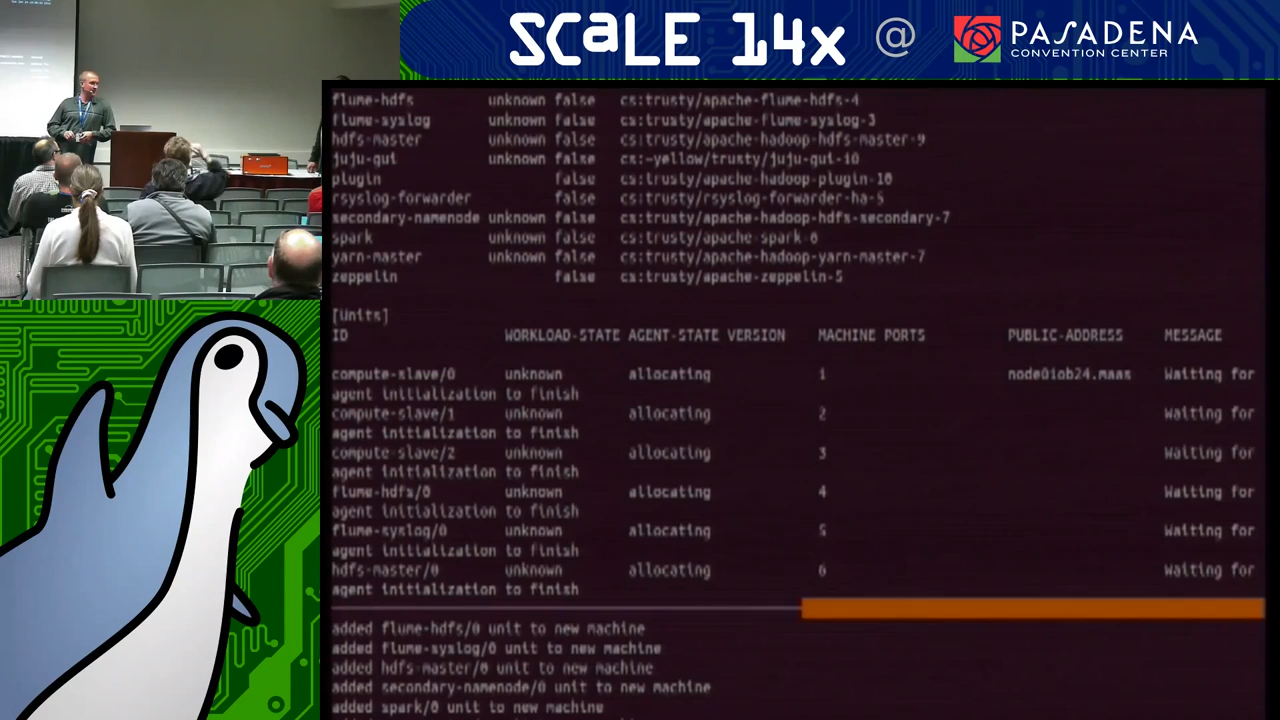 SCALE 14x @ PASADENA
CONVENTION CENTER
flume-hdfs unknown false cs:trusty/apache-flume-hdfs-4
flume-syslog unknown false cs:trusty/apache-flume-syslog-3
hdfs-master unknown false cs:trusty/apache-hadoop-hdfs-master-9
juju-gui unknown false cs:~yellow/trusty/juju-gui-10
plugin false cs:trusty/apache-hadoop-plugin-10
rsyslog-forwarder false cs:trusty/rsyslog-forwarder-ha-5
secondary-namenode unknown false cs:trusty/apache-hadoop-hdfs-secondary-7
spark unknown false cs:trusty/apache-spark-6
yarn-master unknown false cs:trusty/apache-hadoop-yarn-master-7
zeppelin false cs:trusty/apache-zeppelin-5
[Units]
ID WORKLOAD-STATE AGENT-STATE VERSION MACHINE PORTS PUBLIC-ADDRESS MESSAGE
compute-slave/0 unknown allocating 1 node0iob24.maas Waiting for
agent initialization to finish
compute-slave/1 unknown allocating 2 Waiting for
agent initialization to finish
compute-slave/2 unknown allocating 3 Waiting for
agent initialization to finish
flume-hdfs/0 unknown allocating 4 Waiting for
agent initialization to finish
flume-syslog/0 unknown allocating 5 Waiting for
agent initialization to finish
hdfs-master/0 unknown allocating 6 Waiting for
agent initialization to finish
added flume-hdfs/0 unit to new machine
added flume-syslog/0 unit to new machine
added hdfs-master/0 unit to new machine
added secondary-namenode/0 unit to new machine
added spark/0 unit to new machine